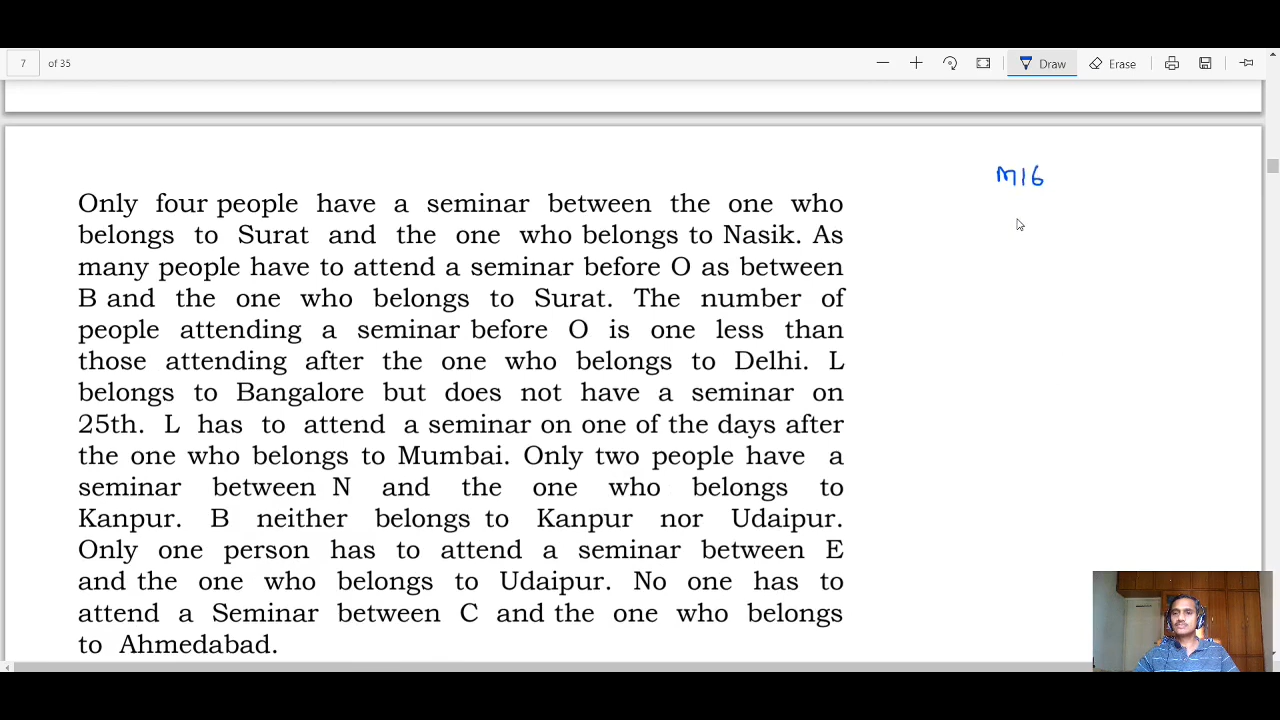 7 of 35 Draw Erase
M16
Only four people have a seminar between the one who
belongs to Surat and the one who belongs to Nasik. As
many people have to attend a seminar before O as between
B and the one who belongs to Surat. The number of
people attending a seminar before O is one less than
those attending after the one who belongs to Delhi. L
belongs to Bangalore but does not have a seminar on
25th. L has to attend a seminar on one of the days after
the one who belongs to Mumbai. Only two people have a
seminar between N and the one who belongs to
Kanpur. B neither belongs to Kanpur nor Udaipur.
Only one person has to attend a seminar between E
and the one who belongs to Udaipur. No one has to
attend a Seminar between C and the one who belongs
to Ahmedabad.